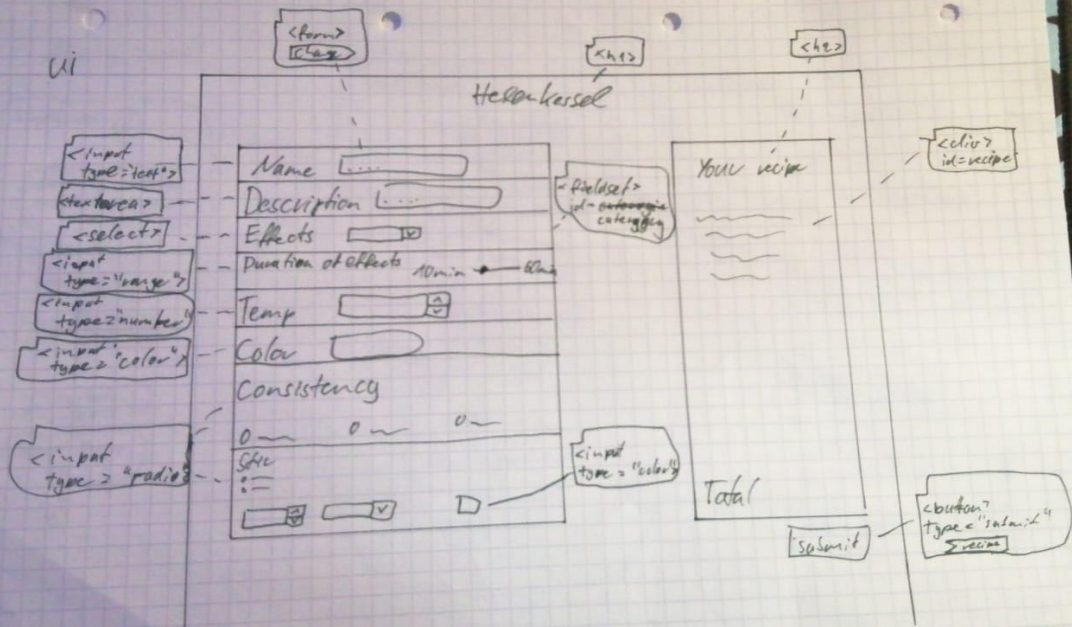 ui
<form>
<h1>
<h2>
Hexenkessel
<input
type="text">
Name ....
<textarea>
Description ....
<select>
Effects
<input
type="range">
Duration of effects 10min 60min
<input
type="number"
Temp
<input
type="color">
Color
Consistency
<input
type="radio"
Stir
<fieldset>
id=
<input
type="color">
Your recipe
<div>
id=recipe
Total
submit
<button>
type="submit"
recipe